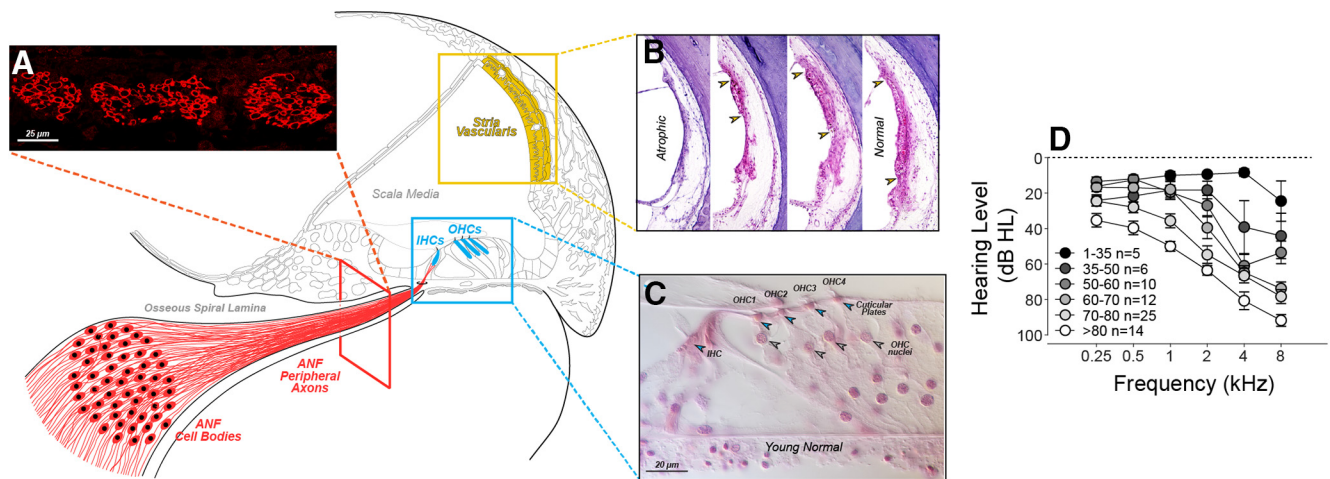 A
25 µm
Stria
Vascularis
Scala Media
IHCs
OHCs
Osseous Spiral Lamina
ANF
Peripheral
Axons
ANF
Cell Bodies
B
Atrophic
Normal
C
OHC1
OHC2
OHC3
OHC4
Cuticular
Plates
IHC
OHC
nuclei
Young Normal
20 µm
D
Hearing Level
(dB HL)
0
20
40
60
80
100
1-35 n=5
35-50 n=6
50-60 n=10
60-70 n=12
70-80 n=25
>80 n=14
0.25 0.5 1 2 4 8
Frequency (kHz)